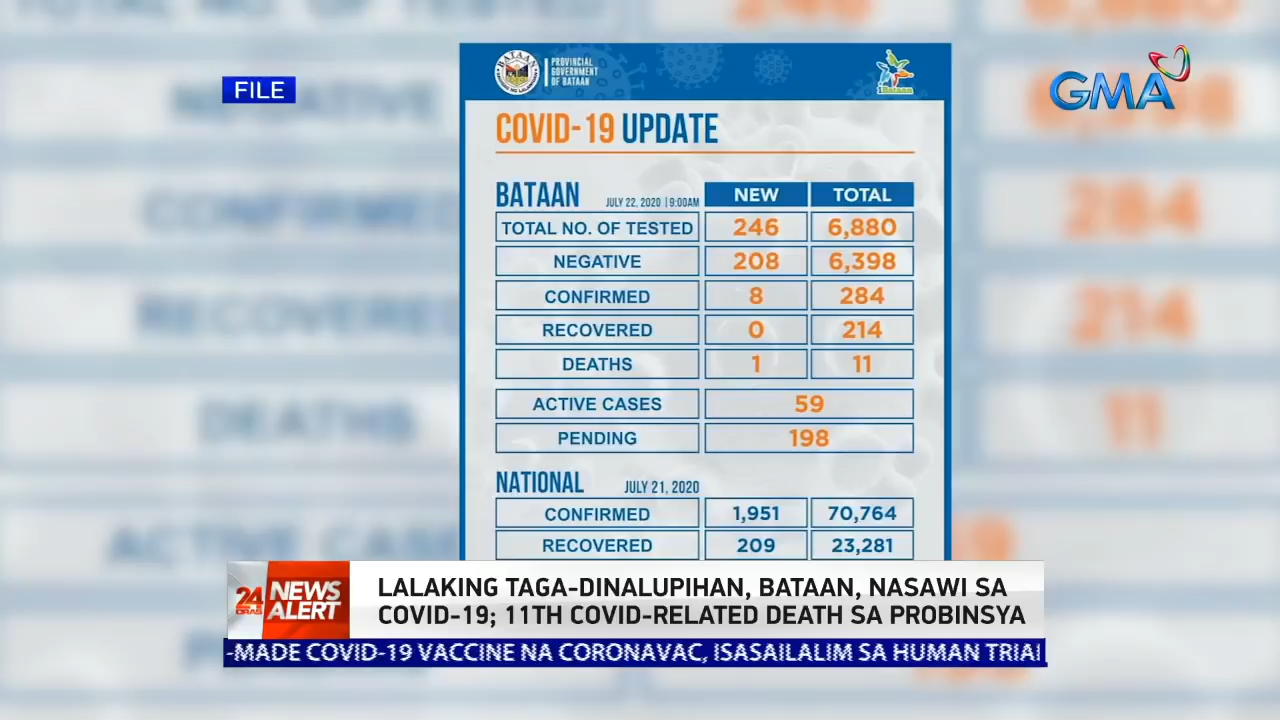 FILE
GMA
PROVINCIAL
GOVERNMENT
OF BATAAN
1Bataan
COVID-19 UPDATE
BATAAN JULY 22, 2020 | 9:00AM NEW TOTAL
TOTAL NO. OF TESTED 246 6,880
NEGATIVE 208 6,398
CONFIRMED 8 284
RECOVERED 0 214
DEATHS 1 11
ACTIVE CASES 59
PENDING 198
NATIONAL JULY 21, 2020
CONFIRMED 1,951 70,764
RECOVERED 209 23,281
24 ORAS NEWS ALERT
LALAKING TAGA-DINALUPIHAN, BATAAN, NASAWI SA
COVID-19; 11TH COVID-RELATED DEATH SA PROBINSYA
-MADE COVID-19 VACCINE NA CORONAVAC, ISASAILALIM SA HUMAN TRIAL